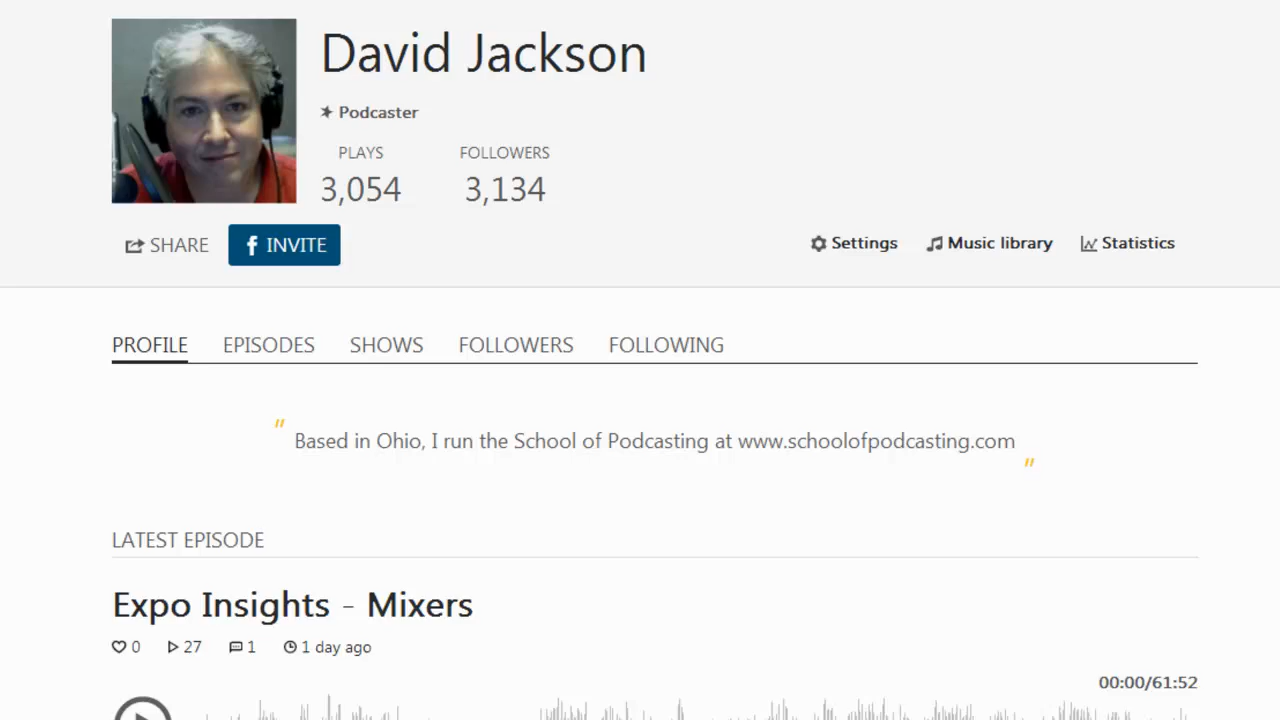 David Jackson
Podcaster
PLAYS FOLLOWERS
3,054 3,134
SHARE f INVITE Settings Music library Statistics
PROFILE EPISODES SHOWS FOLLOWERS FOLLOWING
" Based in Ohio, I run the School of Podcasting at www.schoolofpodcasting.com "
LATEST EPISODE
Expo Insights - Mixers
0 27 1 1 day ago
00:00/61:52